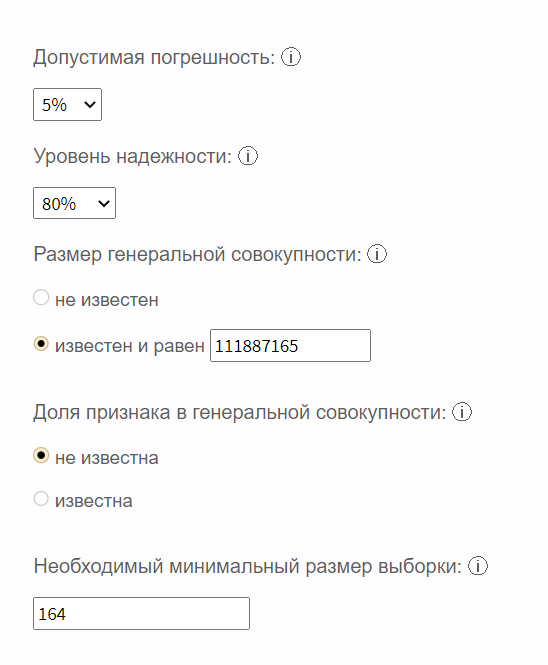 Допустимая погрешность: i
5%
Уровень надежности: i
80%
Размер генеральной совокупности: i
не известен
известен и равен 111887165
Доля признака в генеральной совокупности: i
не известна
известна
Необходимый минимальный размер выборки: i
164